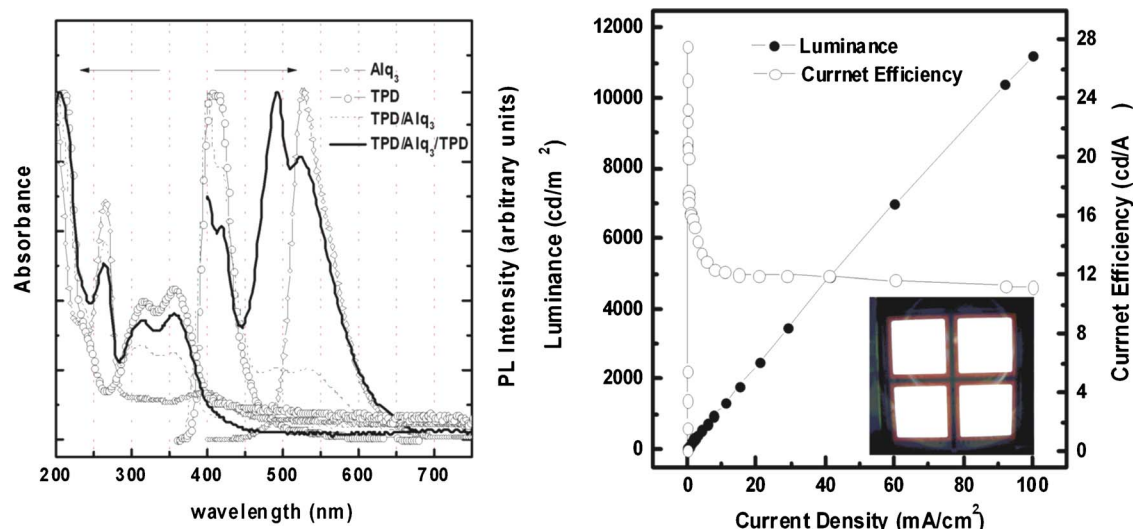 Absorbance
PL Intensity (arbitrary units)
Alq3
TPD
TPD/Alq3
TPD/Alq3/TPD
200 300 400 500 600 700
wavelength (nm)
Luminance (cd/m 2)
12000
10000
8000
6000
4000
2000
0
Luminance
Currnet Efficiency
28
24
20
16
12
8
4
0
Currnet Efficiency (cd/A)
0 20 40 60 80 100
Current Density (mA/cm2)